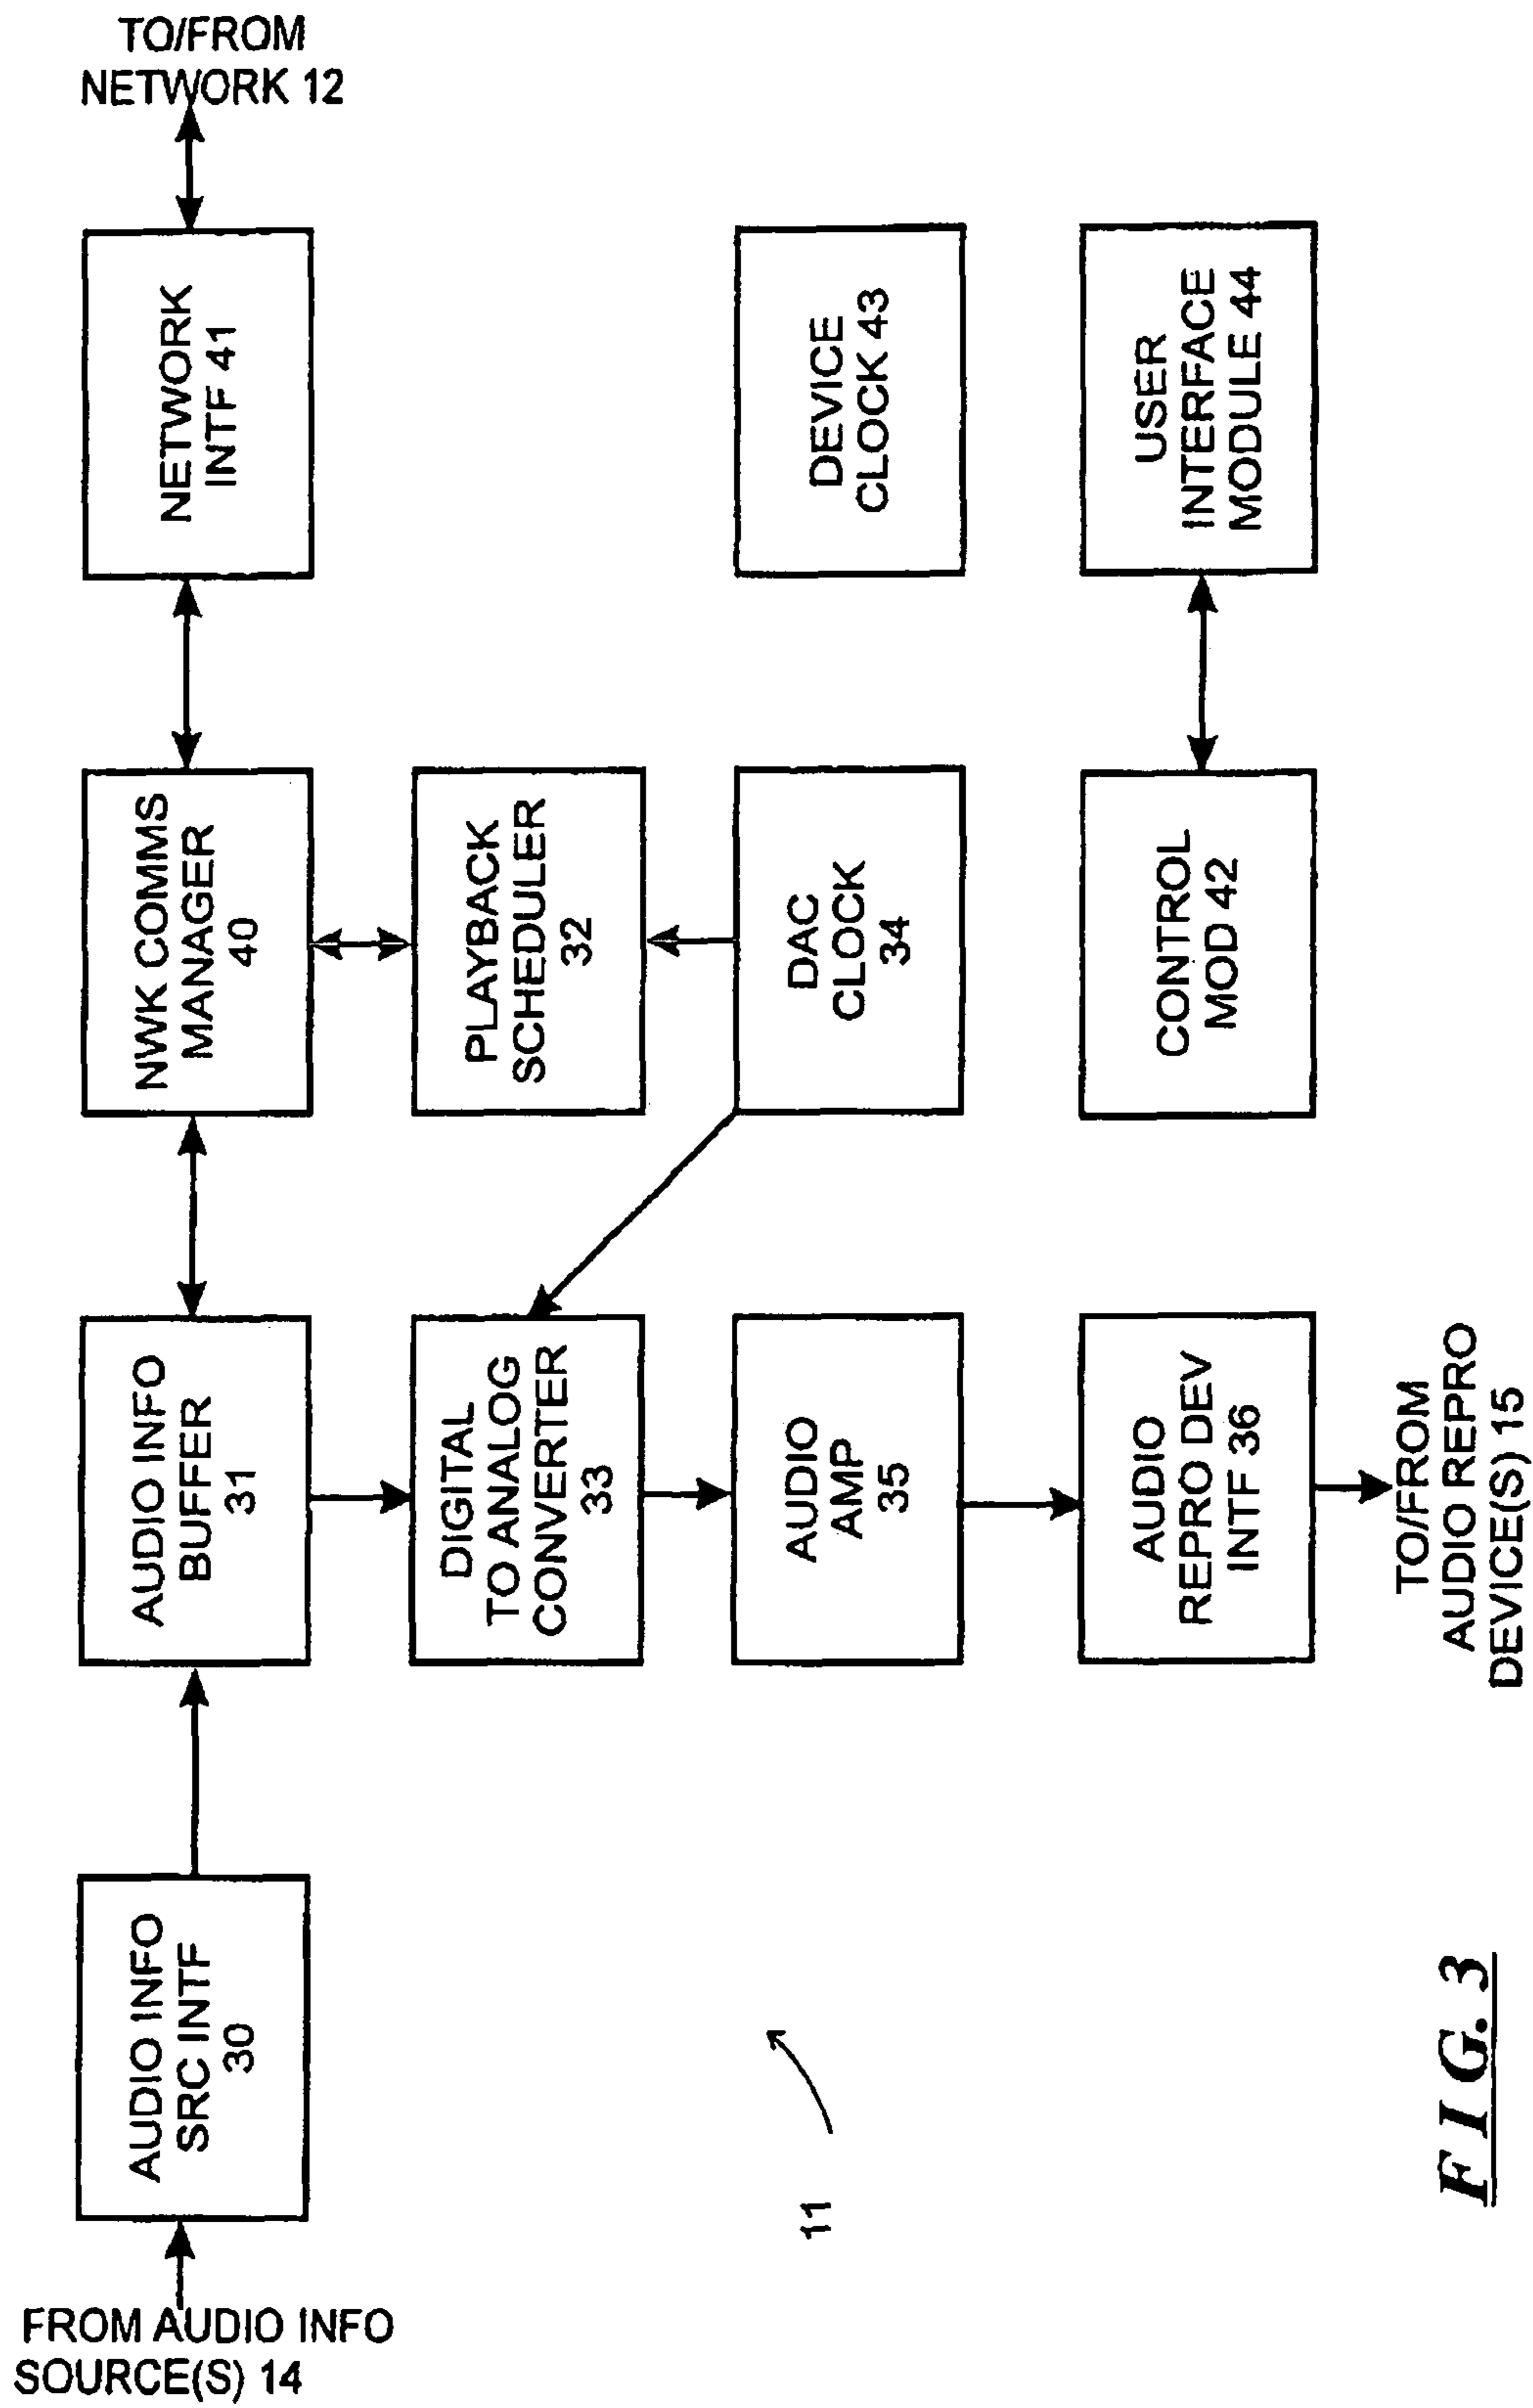 TO/FROM
NETWORK 12
NETWORK
INTF 41
DEVICE
CLOCK 43
USER
INTERFACE
MODULE 44
NWK COMMS
MANAGER
40
PLAYBACK
SCHEDULER
32
DAC
CLOCK
34
CONTROL
MOD 42
AUDIO INFO
BUFFER
31
DIGITAL
TO ANALOG
CONVERTER
33
AUDIO
AMP
35
AUDIO
REPRO DEV
INTF 36
TO/FROM
AUDIO REPRO
DEVICE(S) 15
AUDIO INFO
SRC INTF
30
FROM AUDIO INFO
SOURCE(S) 14
11
FIG. 3